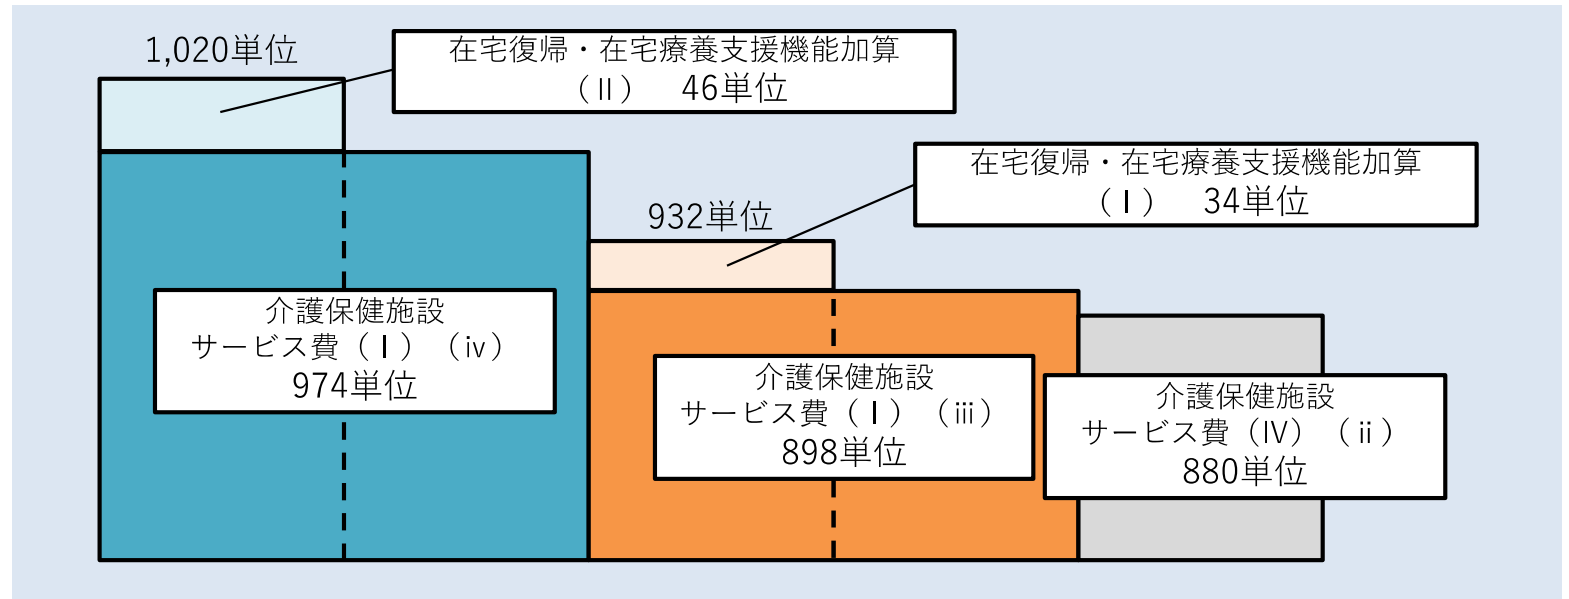 1,020単位
在宅復帰・在宅療養支援機能加算
（Ⅱ）　46単位
在宅復帰・在宅療養支援機能加算
（Ⅰ）　34単位
932単位
介護保健施設
サービス費（Ⅰ）（iv）
974単位
介護保健施設
サービス費（Ⅰ）（iii）
898単位
介護保健施設
サービス費（Ⅳ）（ii）
880単位